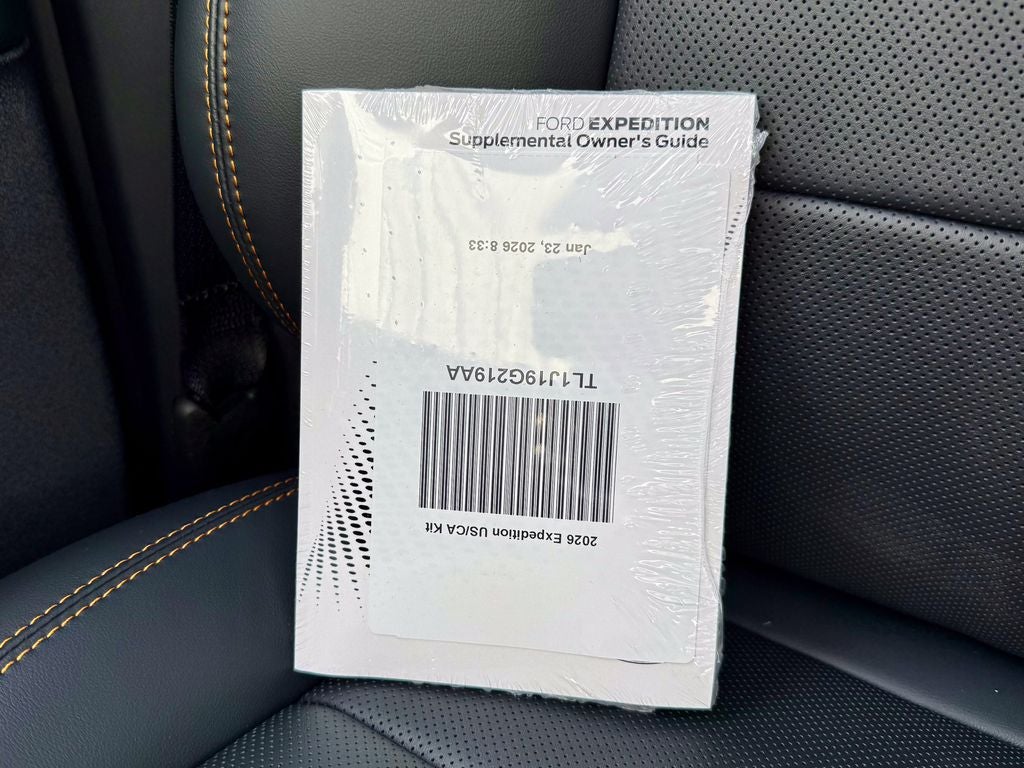 FORD EXPEDITION
Supplemental Owner's Guide
2026 Expedition US/CA Kit
TL1J19G219AA
Jan 23, 2026 8:33